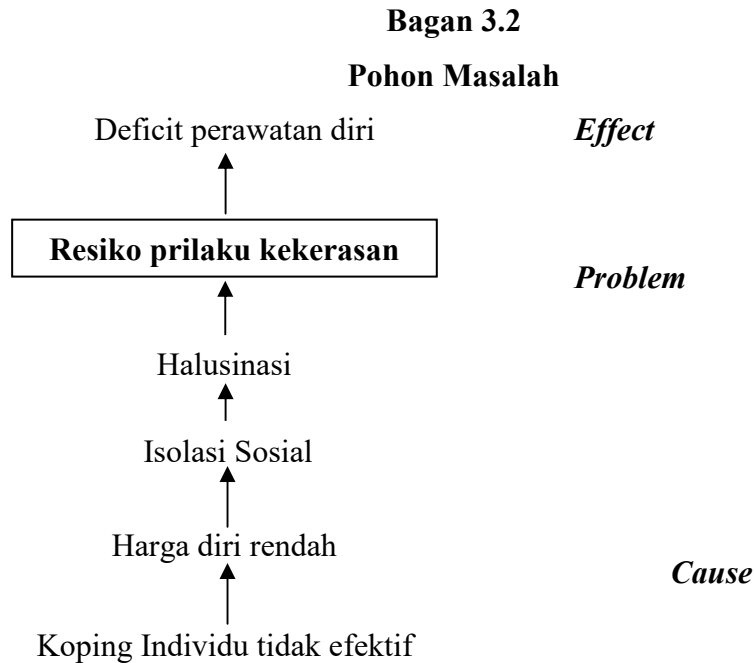 Bagan 3.2
Pohon Masalah
Deficit perawatan diri Effect
Resiko prilaku kekerasan
Problem
Halusinasi
Isolasi Sosial
Harga diri rendah
Cause
Koping Individu tidak efektif